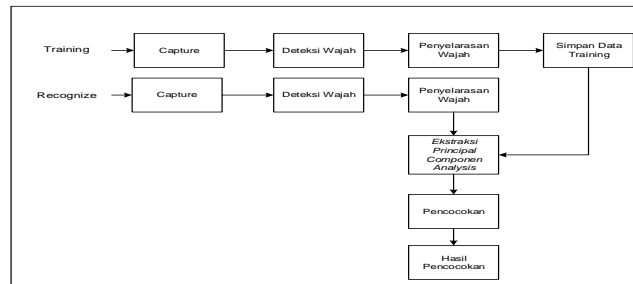 Training
Capture
Deteksi Wajah
Penyelarasan
Wajah
Simpan Data
Training
Recognize
Capture
Deteksi Wajah
Penyelarasan
Wajah
Ekstraksi
Principal
Componen
Analysis
Pencocokan
Hasil
Pencocokan